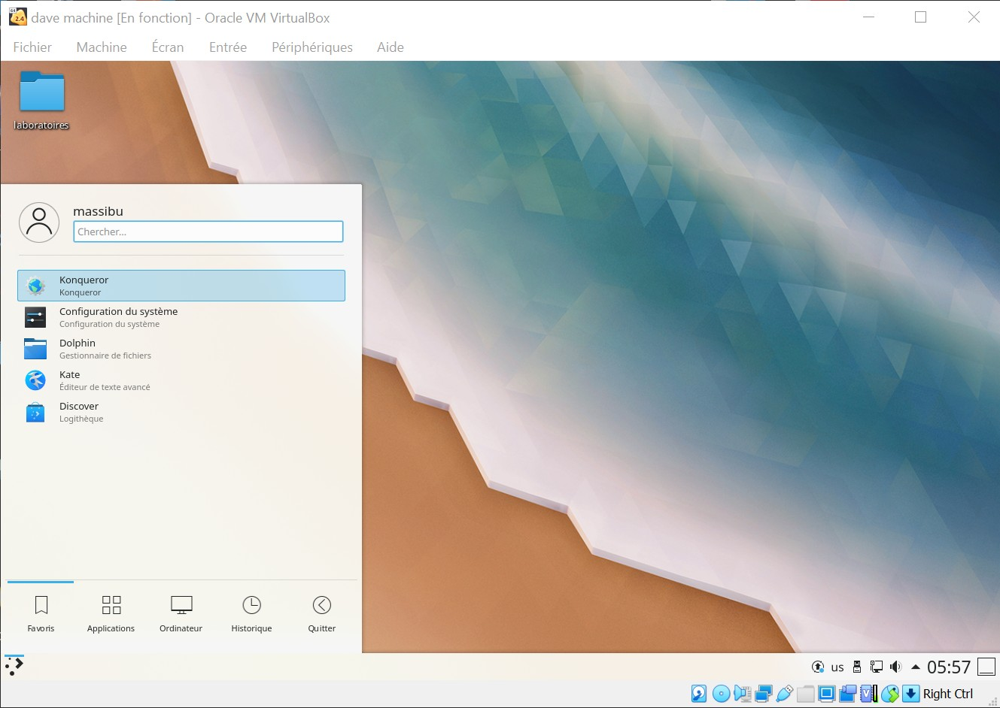 dave machine [En fonction] - Oracle VM VirtualBox
Fichier Machine Écran Entrée Périphériques Aide
laboratoires
massibu
Chercher...
Konqueror
Konqueror
Configuration du système
Configuration du système
Dolphin
Gestionnaire de fichiers
Kate
Éditeur de texte avancé
Discover
Logithèque
Favoris Applications Ordinateur Historique Quitter
us 05:57
Right Ctrl